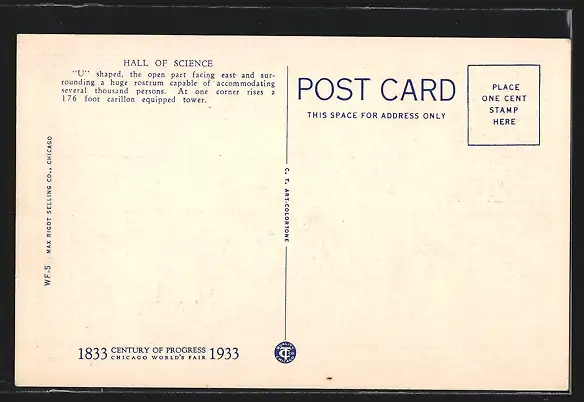 HALL OF SCIENCE
"U" shaped, the open part facing east and sur-
rounding a huge rostrum capable of accommodating
several thousand persons. At one corner rises a
176 foot carillon equipped tower.
POST CARD
THIS SPACE FOR ADDRESS ONLY
PLACE
ONE CENT
STAMP
HERE
WF-5 MAX RIGOT SELLING CO., CHICAGO
C. T. ART-COLORTONE
1833 CENTURY OF PROGRESS 1933
CHICAGO WORLD'S FAIR